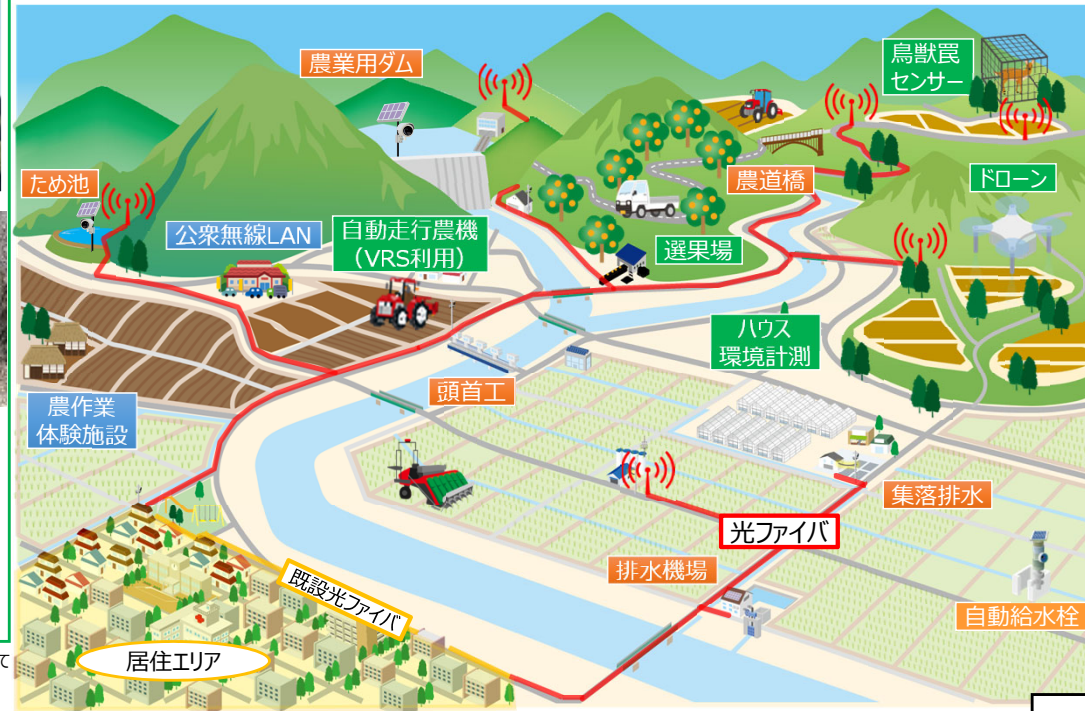 農業用ダム
鳥獣罠
センサー
ため池
農道橋
ドローン
公衆無線LAN
自動走行農機
(VRS利用)
選果場
ハウス
環境計測
頭首工
農作業
体験施設
集落排水
光ファイバ
排水機場
既設光ファイバ
自動給水栓
居住エリア
て